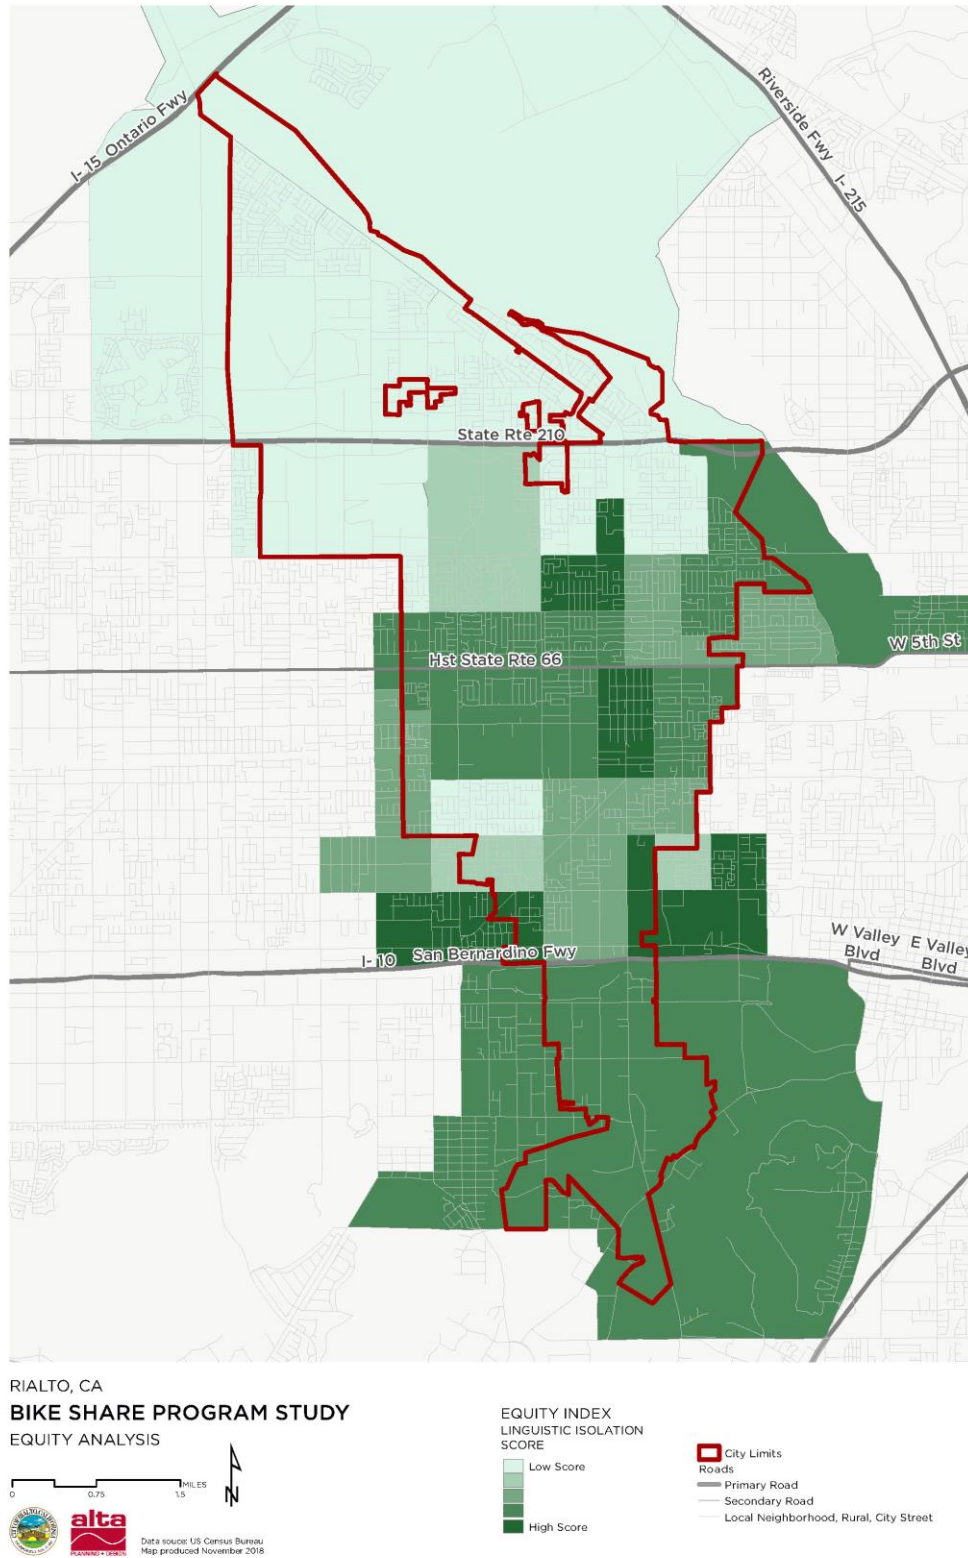 I- 15 Ontario Fwy
Riverside Fwy I- 215
State Rte 210
W 5th St
Hst State Rte 66
W Valley Blvd
E Valley Blvd
I- 10 San Bernardino Fwy
RIALTO, CA
BIKE SHARE PROGRAM STUDY
EQUITY ANALYSIS
0 0.75 1.5 MILES
N
alta
PLANNING + DESIGN
Data souce: US Census Bureau
Map produced November 2018
EQUITY INDEX
LINGUISTIC ISOLATION
SCORE
Low Score
High Score
City Limits
Roads
Primary Road
Secondary Road
Local Neighborhood, Rural, City Street